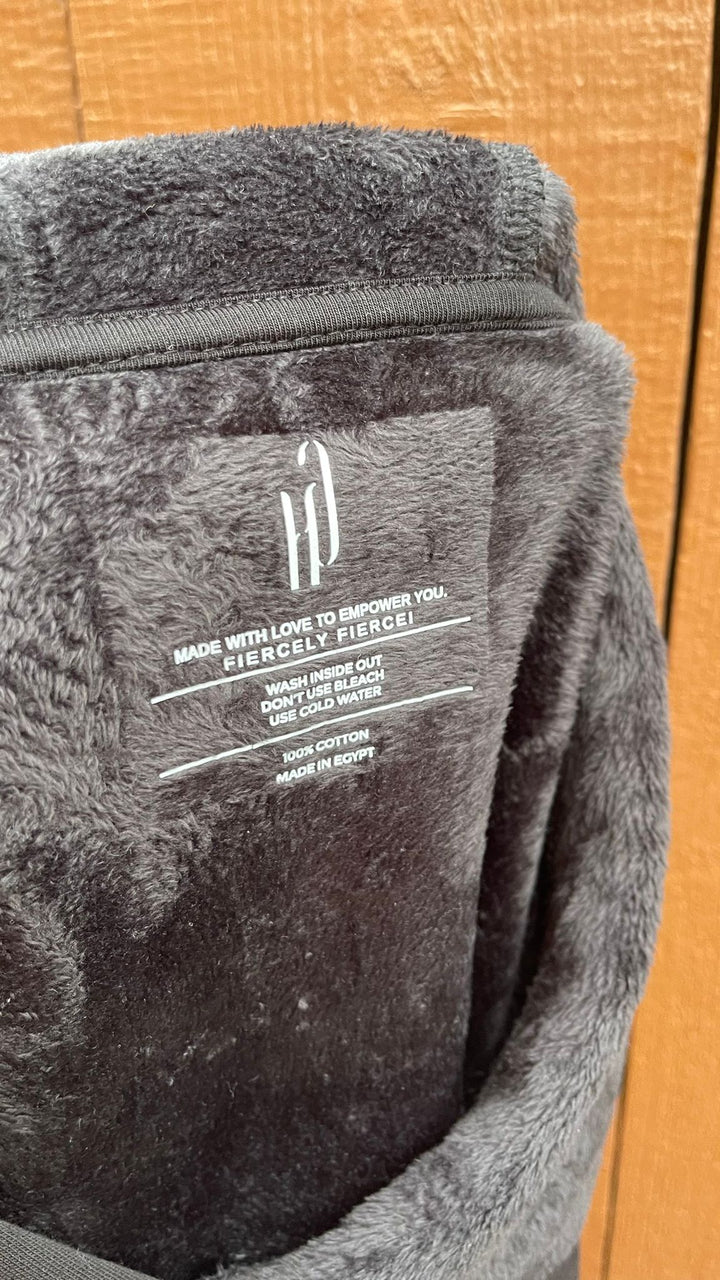 MADE WITH LOVE TO EMPOWER YOU.
FIERCELY FIERCE!
WASH INSIDE OUT
DON'T USE BLEACH
USE COLD WATER
100% COTTON
MADE IN EGYPT